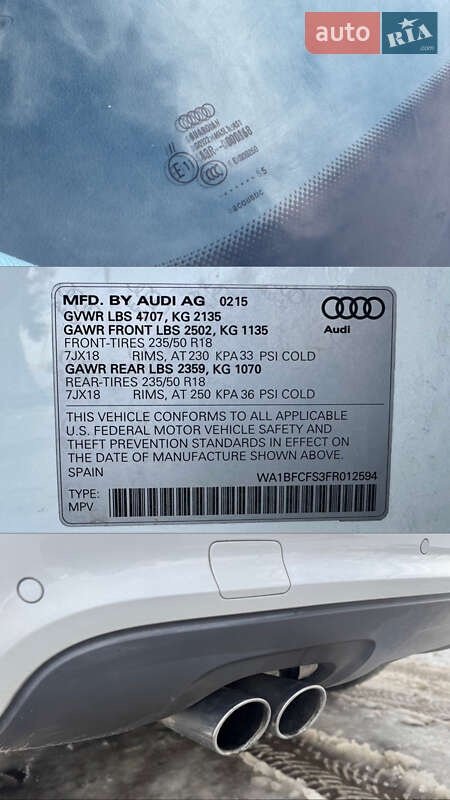 auto RIA
.com
acoustic
MFD. BY AUDI AG 0215
GVWR LBS 4707, KG 2135
GAWR FRONT LBS 2502, KG 1135
FRONT-TIRES 235/50 R18
7JX18 RIMS, AT 230 KPA 33 PSI COLD
GAWR REAR LBS 2359, KG 1070
REAR-TIRES 235/50 R18
7JX18 RIMS, AT 250 KPA 36 PSI COLD
Audi
THIS VEHICLE CONFORMS TO ALL APPLICABLE
U.S. FEDERAL MOTOR VEHICLE SAFETY AND
THEFT PREVENTION STANDARDS IN EFFECT ON
THE DATE OF MANUFACTURE SHOWN ABOVE.
SPAIN WA1BFCFS3FR012594
TYPE:
MPV